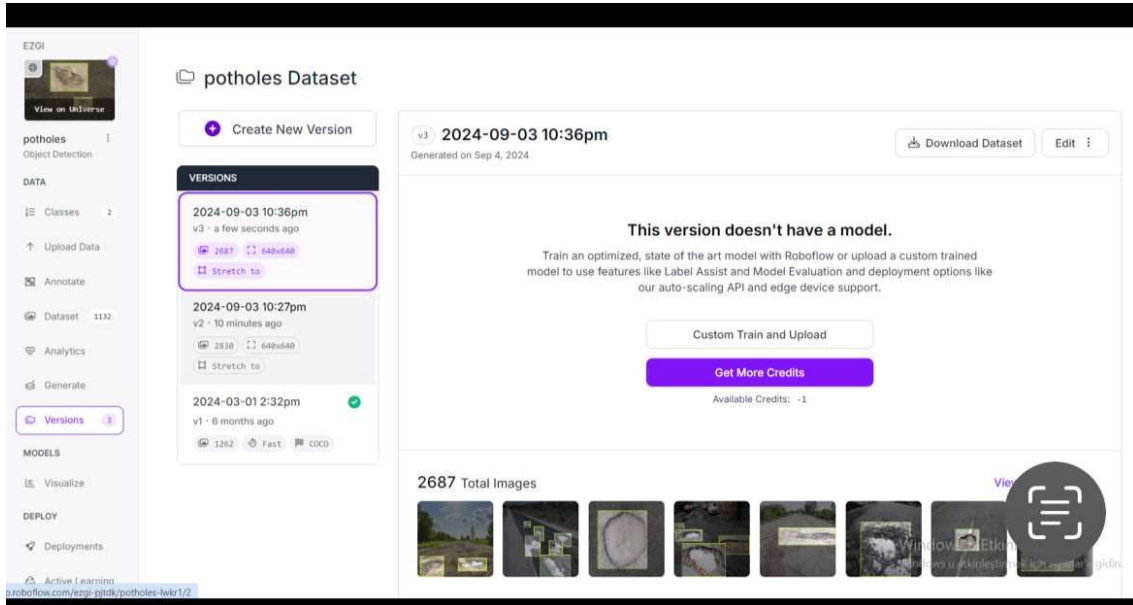 EZGI
View on Universe
potholes
Object Detection
DATA
Classes 2
Upload Data
Annotate
Dataset 1132
Analytics
Generate
Versions 3
MODELS
Visualize
DEPLOY
Deployments
Active Learning
o.roboflow.com/ezgi-pjtdk/potholes-lwkr1/2
potholes Dataset
Create New Version
VERSIONS
2024-09-03 10:36pm
v3 · a few seconds ago
2687 640x640
Stretch to
2024-09-03 10:27pm
v2 · 10 minutes ago
2830 640x640
Stretch to
2024-03-01 2:32pm
v1 · 6 months ago
1262 Fast COCO
v3 2024-09-03 10:36pm
Generated on Sep 4, 2024
Download Dataset
Edit
This version doesn't have a model.
Train an optimized, state of the art model with Roboflow or upload a custom trained
model to use features like Label Assist and Model Evaluation and deployment options like
our auto-scaling API and edge device support.
Custom Train and Upload
Get More Credits
Available Credits: -1
2687 Total Images